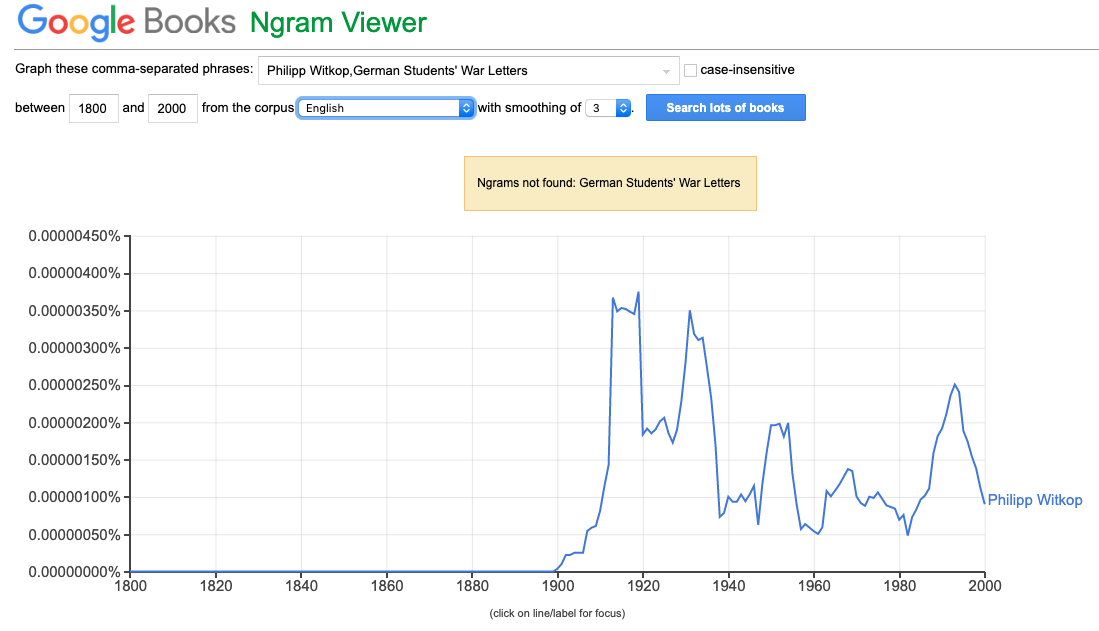 Google Books Ngram Viewer
Graph these comma-separated phrases: Philipp Witkop,German Students' War Letters case-insensitive
between 1800 and 2000 from the corpus English with smoothing of 3 . Search lots of books
Ngrams not found: German Students' War Letters
0.00000450%
0.00000400%
0.00000350%
0.00000300%
0.00000250%
0.00000200%
0.00000150%
0.00000100%
Philipp Witkop
0.00000050%
0.00000000%
1800 1820 1840 1860 1880 1900 1920 1940 1960 1980 2000
(click on line/label for focus)